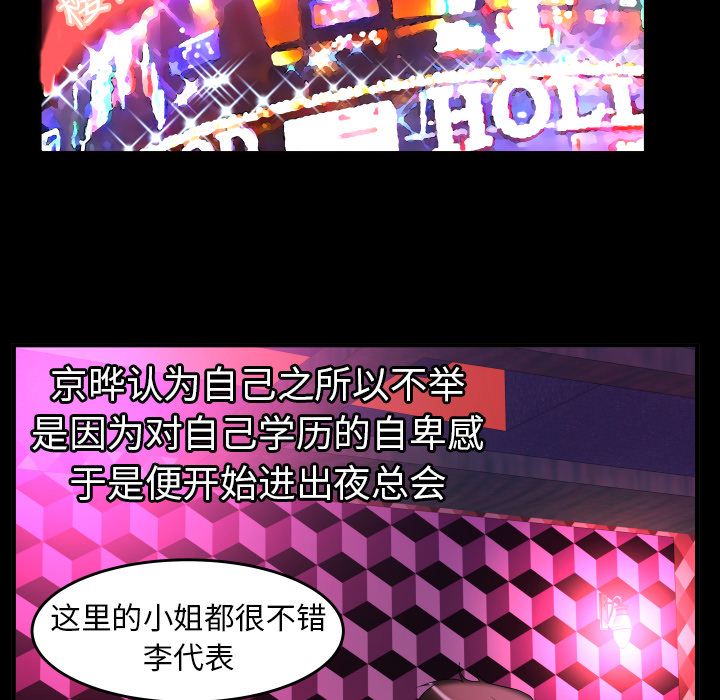 楼
HOLL
京晔认为自己之所以不举
是因为对自己学历的自卑感
于是便开始进出夜总会
这里的小姐都很不错
李代表